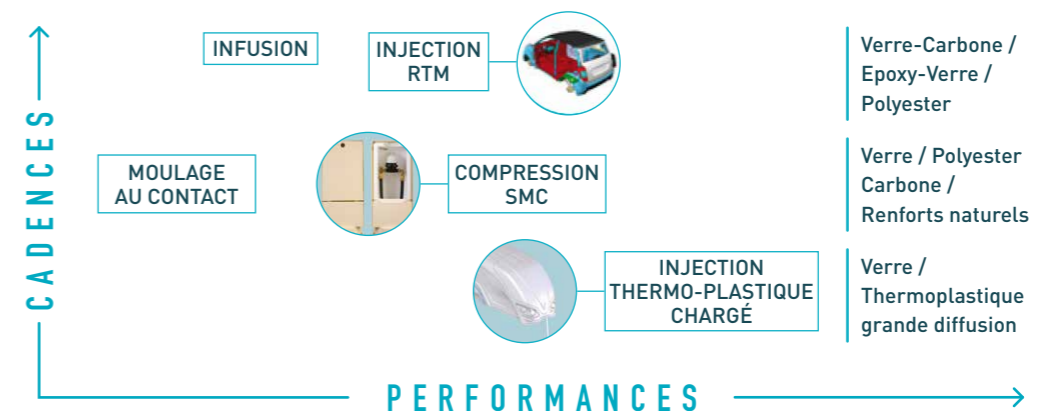 CADENCES
INFUSION
INJECTION
RTM
Verre-Carbone /
Epoxy-Verre /
Polyester
MOULAGE
AU CONTACT
COMPRESSION
SMC
Verre / Polyester
Carbone /
Renforts naturels
INJECTION
THERMO-PLASTIQUE
CHARGÉ
Verre /
Thermoplastique
grande diffusion
PERFORMANCES